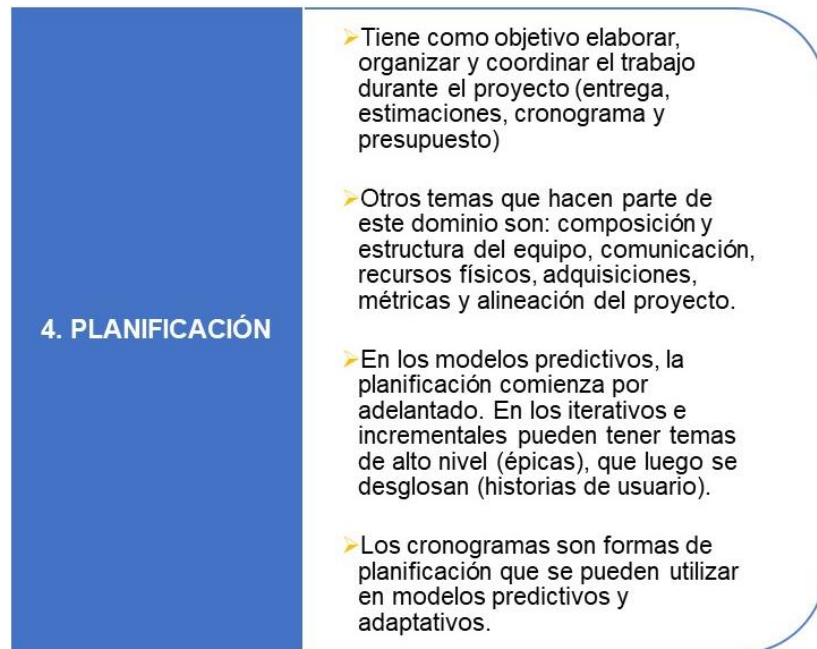 4. PLANIFICACIÓN
➢Tiene como objetivo elaborar,
organizar y coordinar el trabajo
durante el proyecto (entrega,
estimaciones, cronograma y
presupuesto)
➢Otros temas que hacen parte de
este dominio son: composición y
estructura del equipo, comunicación,
recursos físicos, adquisiciones,
métricas y alineación del proyecto.
➢En los modelos predictivos, la
planificación comienza por
adelantado. En los iterativos e
incrementales pueden tener temas
de alto nivel (épicas), que luego se
desglosan (historias de usuario).
➢Los cronogramas son formas de
planificación que se pueden utilizar
en modelos predictivos y
adaptativos.